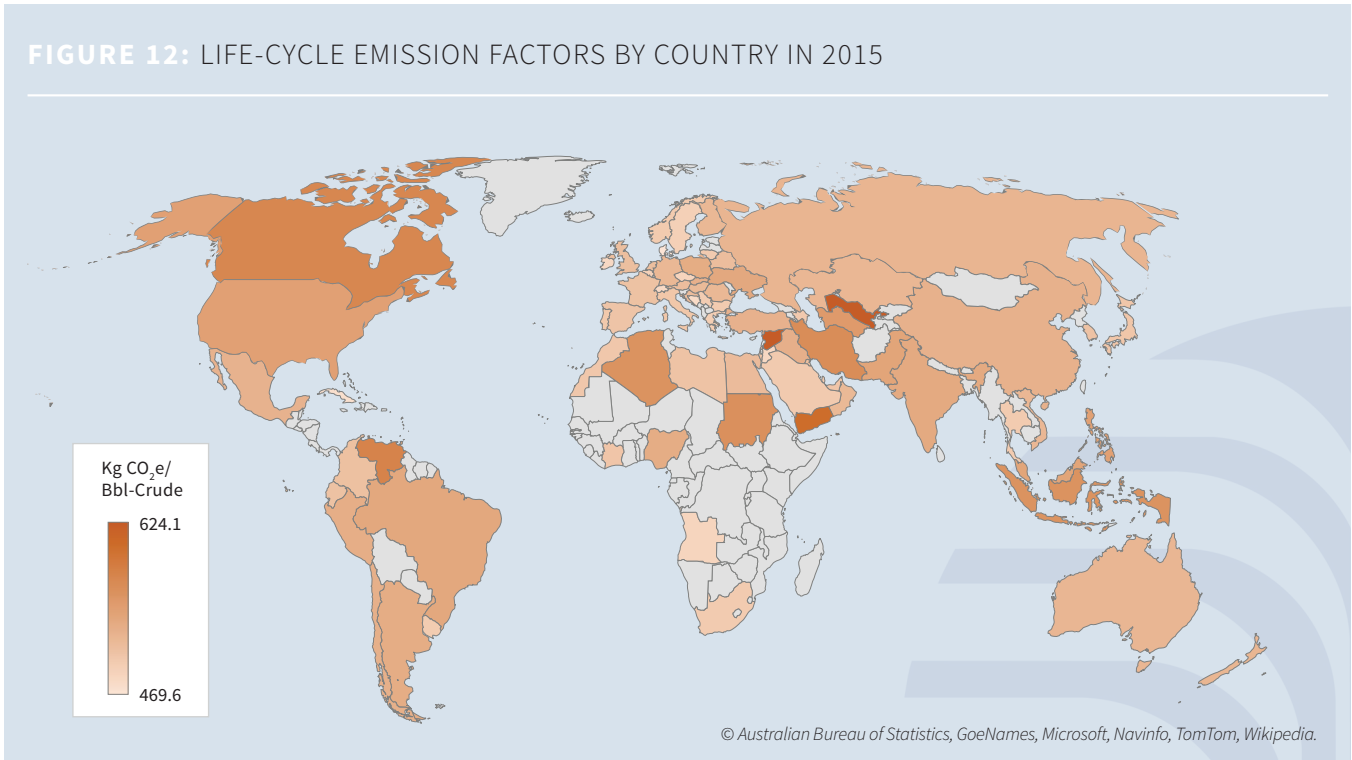 FIGURE 12: LIFE-CYCLE EMISSION FACTORS BY COUNTRY IN 2015
Kg CO₂e/
Bbl-Crude
624.1
469.6
© Australian Bureau of Statistics, GoeNames, Microsoft, Navinfo, TomTom, Wikipedia.